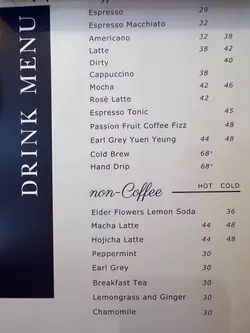 DRINK MENU
Espresso 29
Espresso Macchiato 32
Americano 38 38
Latte 38 42
Dirty 40
Cappuccino 38
Mocha 42 46
Rosè Latte 42
Espresso Tonic 45
Passion Fruit Coffee Fizz 48
Earl Grey Yuen Yeung 44 48
Cold Brew 68+
Hand Drip 68+
non-Coffee HOT COLD
Elder Flowers Lemon Soda 36
Macha Latte 44 48
Hojicha Latte 44 48
Peppermint 30
Earl Grey 30
Breakfast Tea 30
Lemongrass and Ginger 30
Chamomile 30